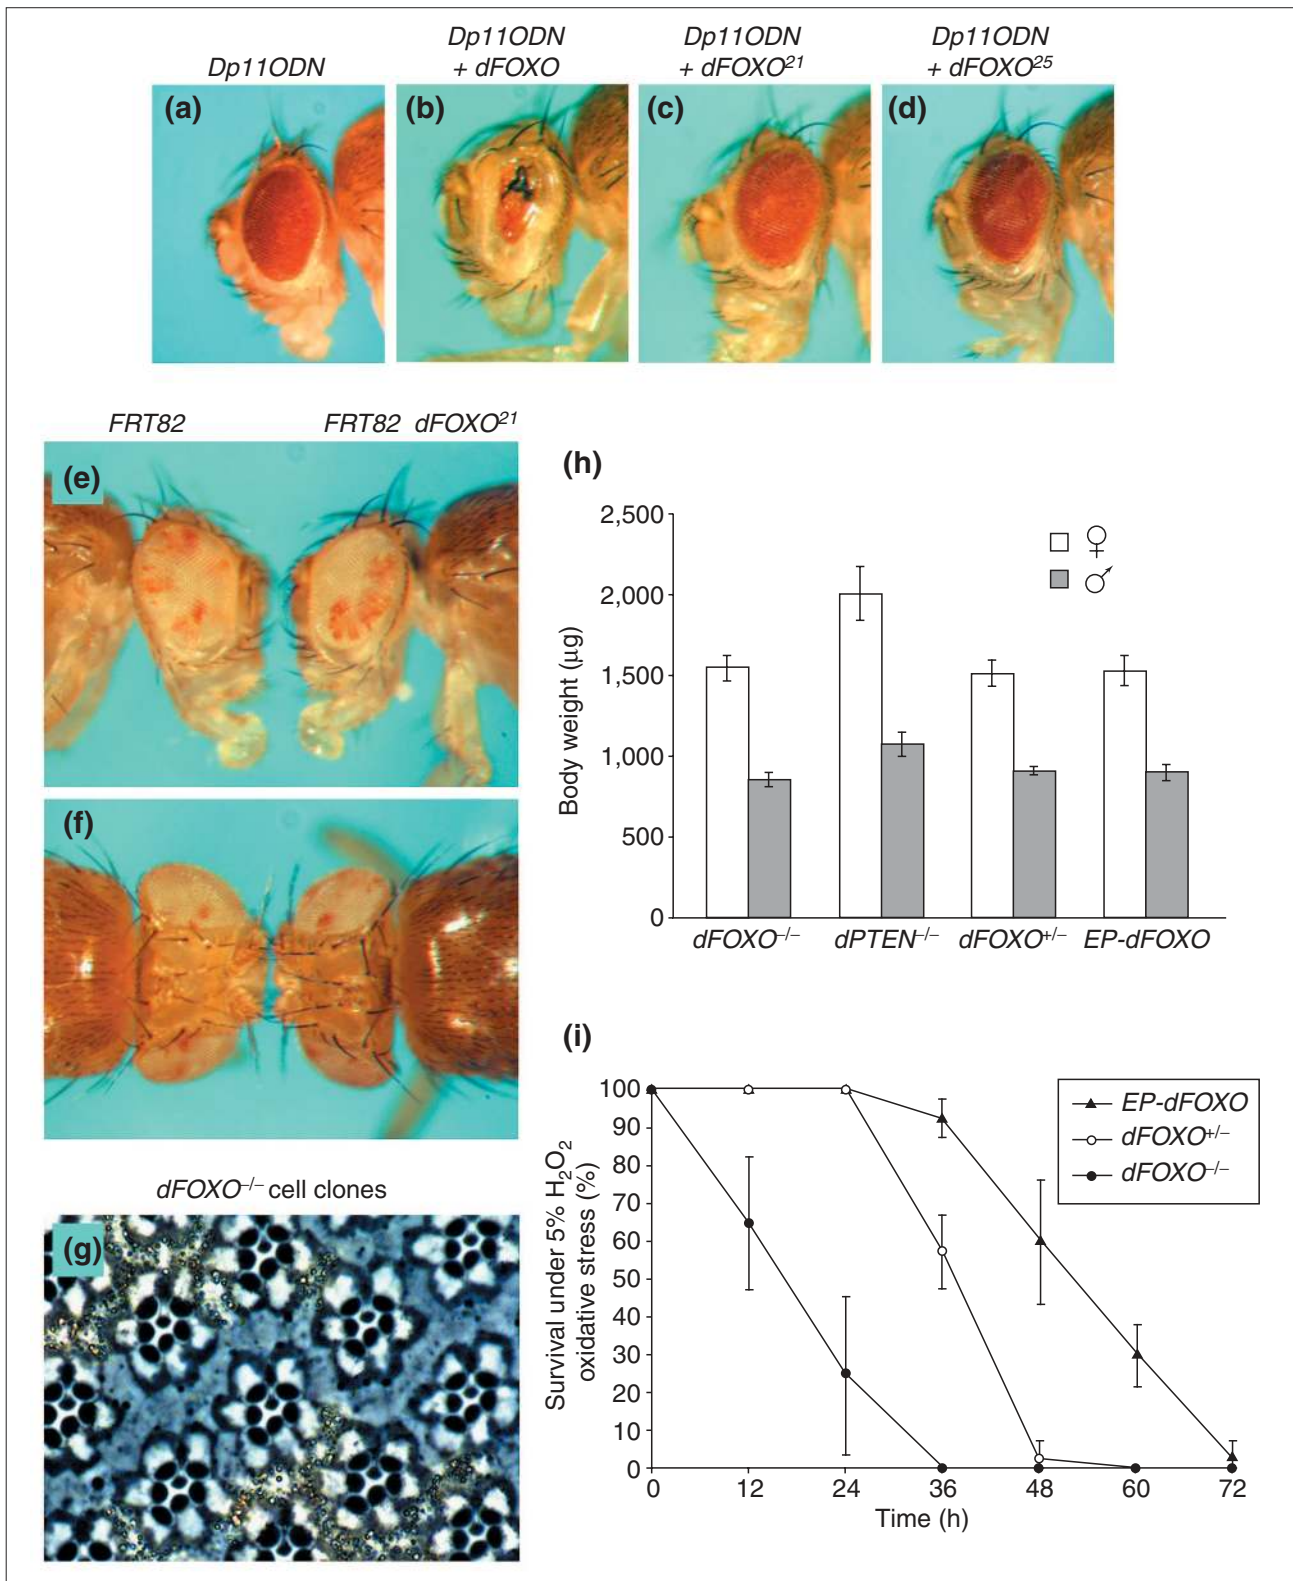 Dp110DN
Dp110DN
+ dFOXO
Dp110DN
+ dFOXO²¹
Dp110DN
+ dFOXO²⁵
(a)
(b)
(c)
(d)
FRT82
FRT82 dFOXO²¹
(e)
(f)
dFOXO⁻/⁻ cell clones
(g)
(h)
Body weight (μg)
2,500
2,000
1,500
1,000
500
0
♀
♂
dFOXO⁻/⁻
dPTEN⁻/⁻
dFOXO⁺/⁻
EP-dFOXO
(i)
Survival under 5% H₂O₂
oxidative stress (%)
100
90
80
70
60
50
40
30
20
10
0
EP-dFOXO
dFOXO⁺/⁻
dFOXO⁻/⁻
0
12
24
36
48
60
72
Time (h)